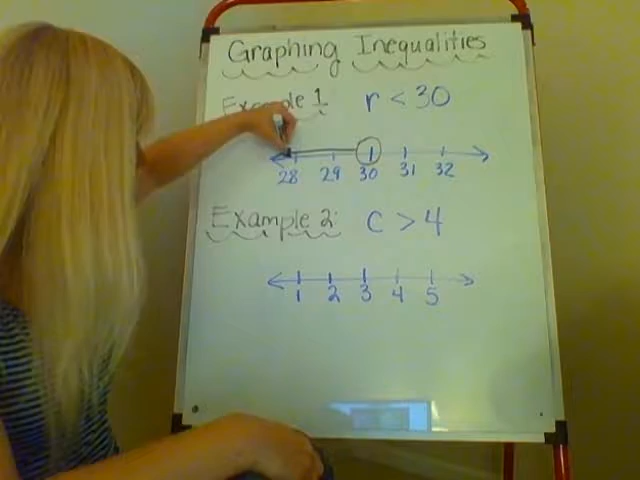 Graphing Inequalities
Example 1: r < 30
28 29 30 31 32
Example 2: c > 4
1 2 3 4 5